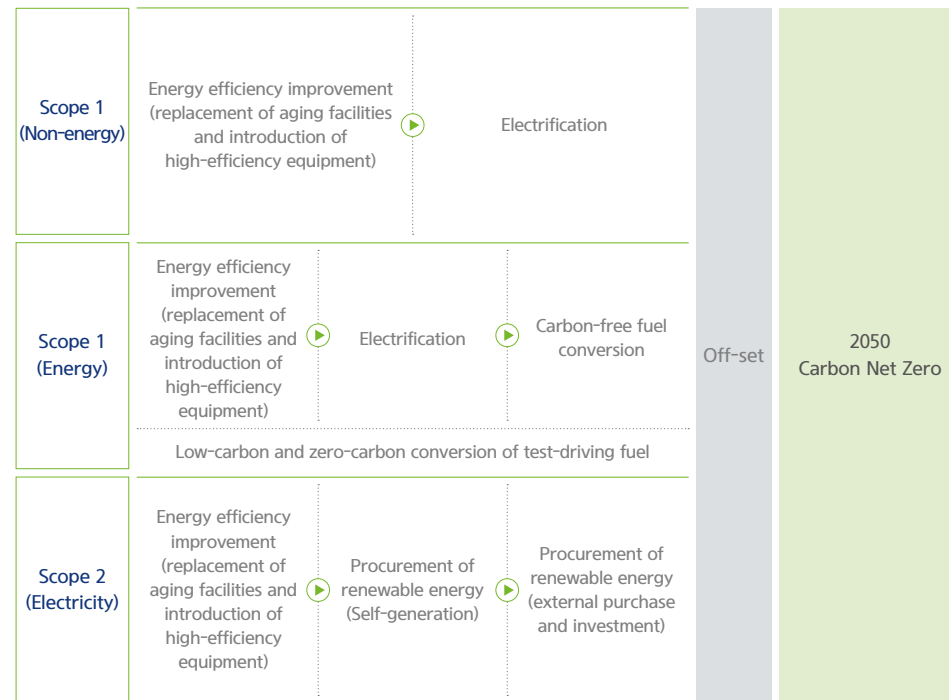 Scope 1
(Non-energy)
Energy efficiency improvement
(replacement of aging facilities
and introduction of
high-efficiency equipment)
Electrification
Scope 1
(Energy)
Energy efficiency
improvement
(replacement of
aging facilities and
introduction of
high-efficiency
equipment)
Electrification
Carbon-free fuel
conversion
Low-carbon and zero-carbon conversion of test-driving fuel
Scope 2
(Electricity)
Energy efficiency
improvement
(replacement of
aging facilities and
introduction of
high-efficiency
equipment)
Procurement of
renewable energy
(Self-generation)
Procurement of
renewable energy
(external purchase
and investment)
Off-set
2050
Carbon Net Zero